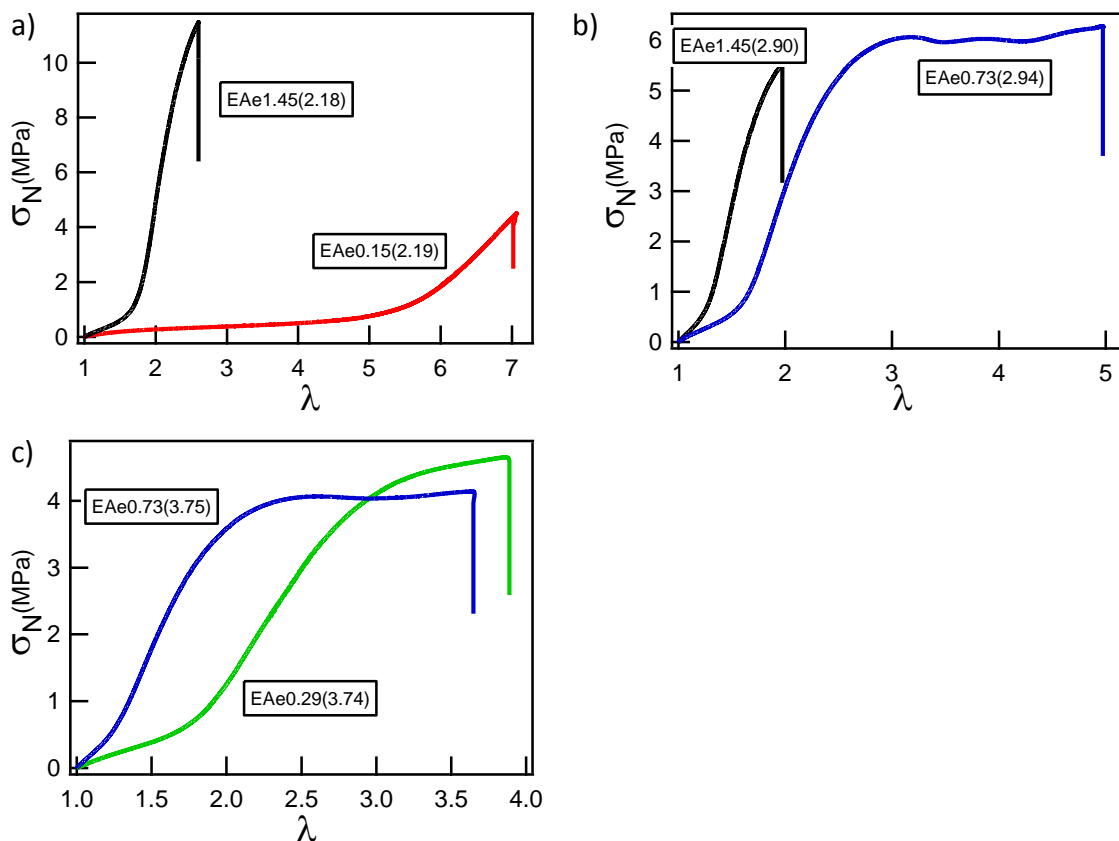 a)
10
8
6
4
2
0
σN(MPa)
EAe1.45(2.18)
EAe0.15(2.19)
1 2 3 4 5 6 7
λ
b)
6
5
4
3
2
1
0
σN(MPa)
EAe1.45(2.90)
EAe0.73(2.94)
1 2 3 4 5
λ
c)
4
3
2
1
0
σN(MPa)
EAe0.73(3.75)
EAe0.29(3.74)
1.0 1.5 2.0 2.5 3.0 3.5 4.0
λ